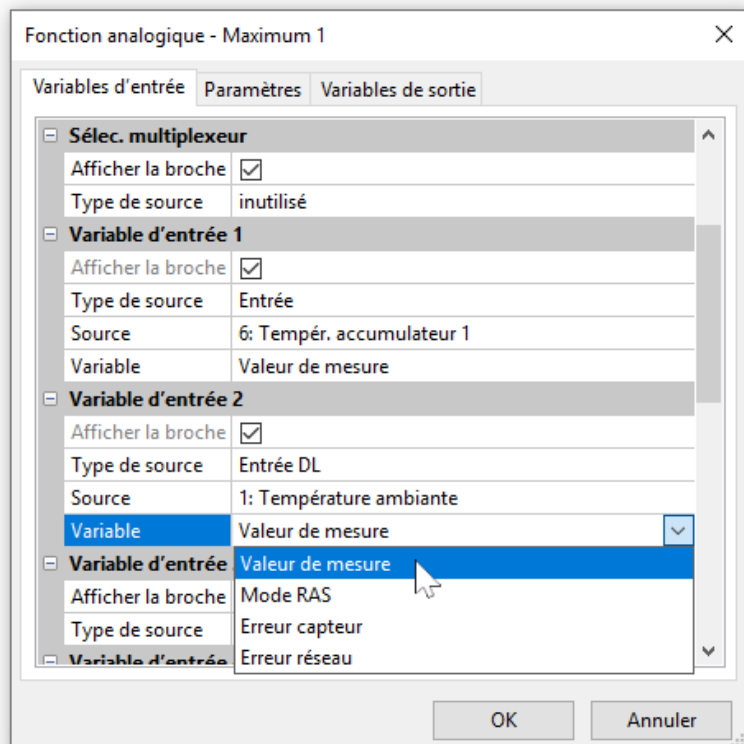 Fonction analogique - Maximum 1
Variables d’entrée Paramètres Variables de sortie
Sélec. multiplexeur
Afficher la broche
Type de source inutilisé
Variable d’entrée 1
Afficher la broche
Type de source Entrée
Source 6: Tempér. accumulateur 1
Variable Valeur de mesure
Variable d’entrée 2
Afficher la broche
Type de source Entrée DL
Source 1: Température ambiante
Variable Valeur de mesure
Variable d’entrée Valeur de mesure
Afficher la broche Mode RAS
Type de source Erreur capteur
Variable d’entrée Erreur réseau
OK Annuler